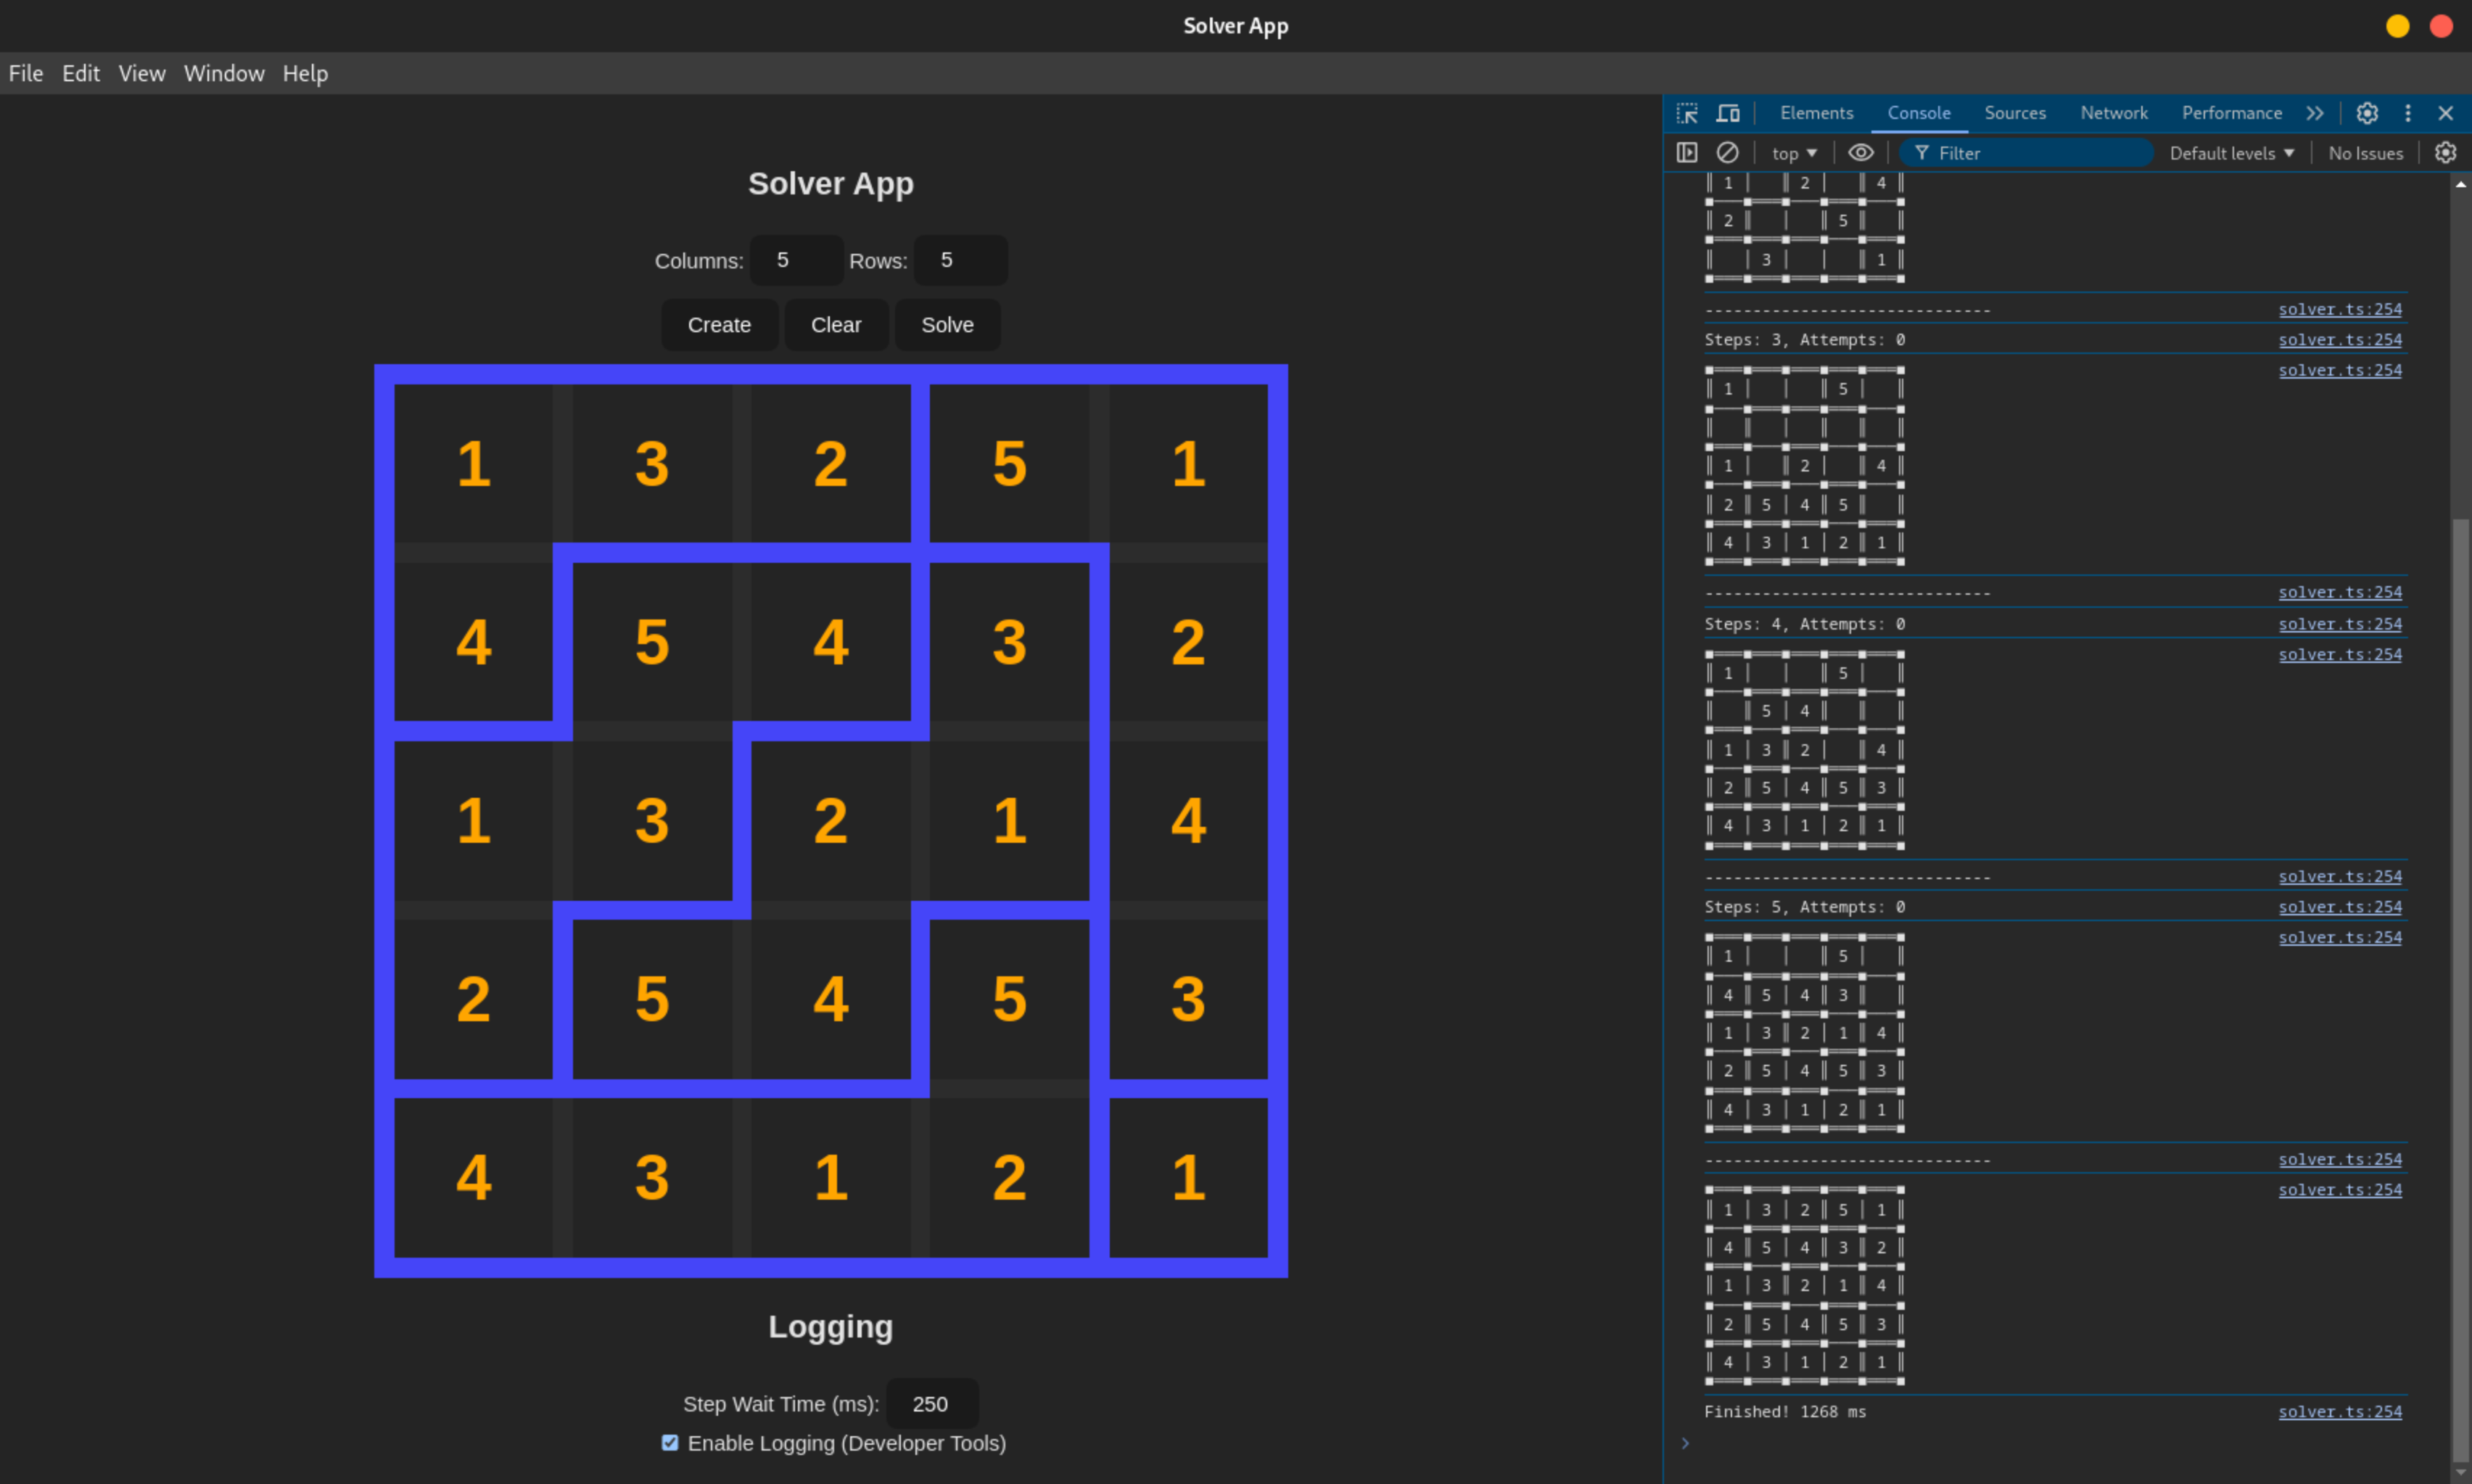 Solver App
File Edit View Window Help
Elements Console Sources Network Performance
top Filter Default levels No Issues
Solver App
Columns: 5 Rows: 5
Create Clear Solve
1 3 2 5 1
4 5 4 3 2
1 3 2 1 4
2 5 4 5 3
4 3 1 2 1
Logging
Step Wait Time (ms): 250
Enable Logging (Developer Tools)
║ 1 │   ║ 2 │   ║ 4 ║
║ 2 ║   │   ║ 5 │   ║
║   │ 3 │   │   ║ 1 ║
------------------------------ solver.ts:254
Steps: 3, Attempts: 0 solver.ts:254
solver.ts:254
║ 1 │   │   ║ 5 │   ║
║   ║   │   ║   ║   ║
║ 1 │   ║ 2 │   ║ 4 ║
║ 2 ║ 5 │ 4 ║ 5 ║   ║
║ 4 │ 3 │ 1 │ 2 ║ 1 ║
------------------------------ solver.ts:254
Steps: 4, Attempts: 0 solver.ts:254
solver.ts:254
║ 1 │   │   ║ 5 │   ║
║   ║ 5 │ 4 ║   ║   ║
║ 1 │ 3 ║ 2 │   ║ 4 ║
║ 2 ║ 5 │ 4 ║ 5 ║ 3 ║
║ 4 │ 3 │ 1 │ 2 ║ 1 ║
------------------------------ solver.ts:254
Steps: 5, Attempts: 0 solver.ts:254
solver.ts:254
║ 1 │   │   ║ 5 │   ║
║ 4 ║ 5 │ 4 ║ 3 ║   ║
║ 1 │ 3 ║ 2 │ 1 ║ 4 ║
║ 2 ║ 5 │ 4 ║ 5 ║ 3 ║
║ 4 │ 3 │ 1 │ 2 ║ 1 ║
------------------------------ solver.ts:254
solver.ts:254
║ 1 │ 3 │ 2 ║ 5 │ 1 ║
║ 4 ║ 5 │ 4 ║ 3 ║ 2 ║
║ 1 │ 3 ║ 2 │ 1 ║ 4 ║
║ 2 ║ 5 │ 4 ║ 5 ║ 3 ║
║ 4 │ 3 │ 1 │ 2 ║ 1 ║
Finished! 1268 ms solver.ts:254